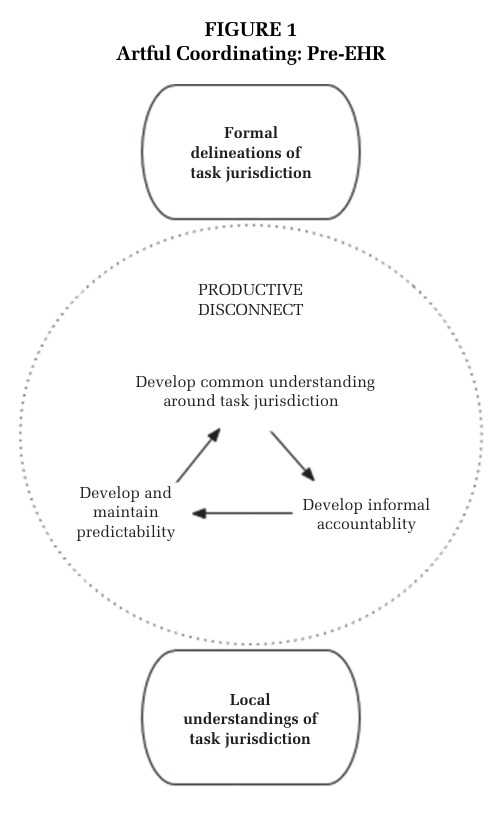 FIGURE 1
Artful Coordinating: Pre-EHR
Formal
delineations of
task jurisdiction
PRODUCTIVE
DISCONNECT
Develop common understanding
around task jurisdiction
Develop and
maintain
predictability
Develop informal
accountablity
Local
understandings of
task jurisdiction